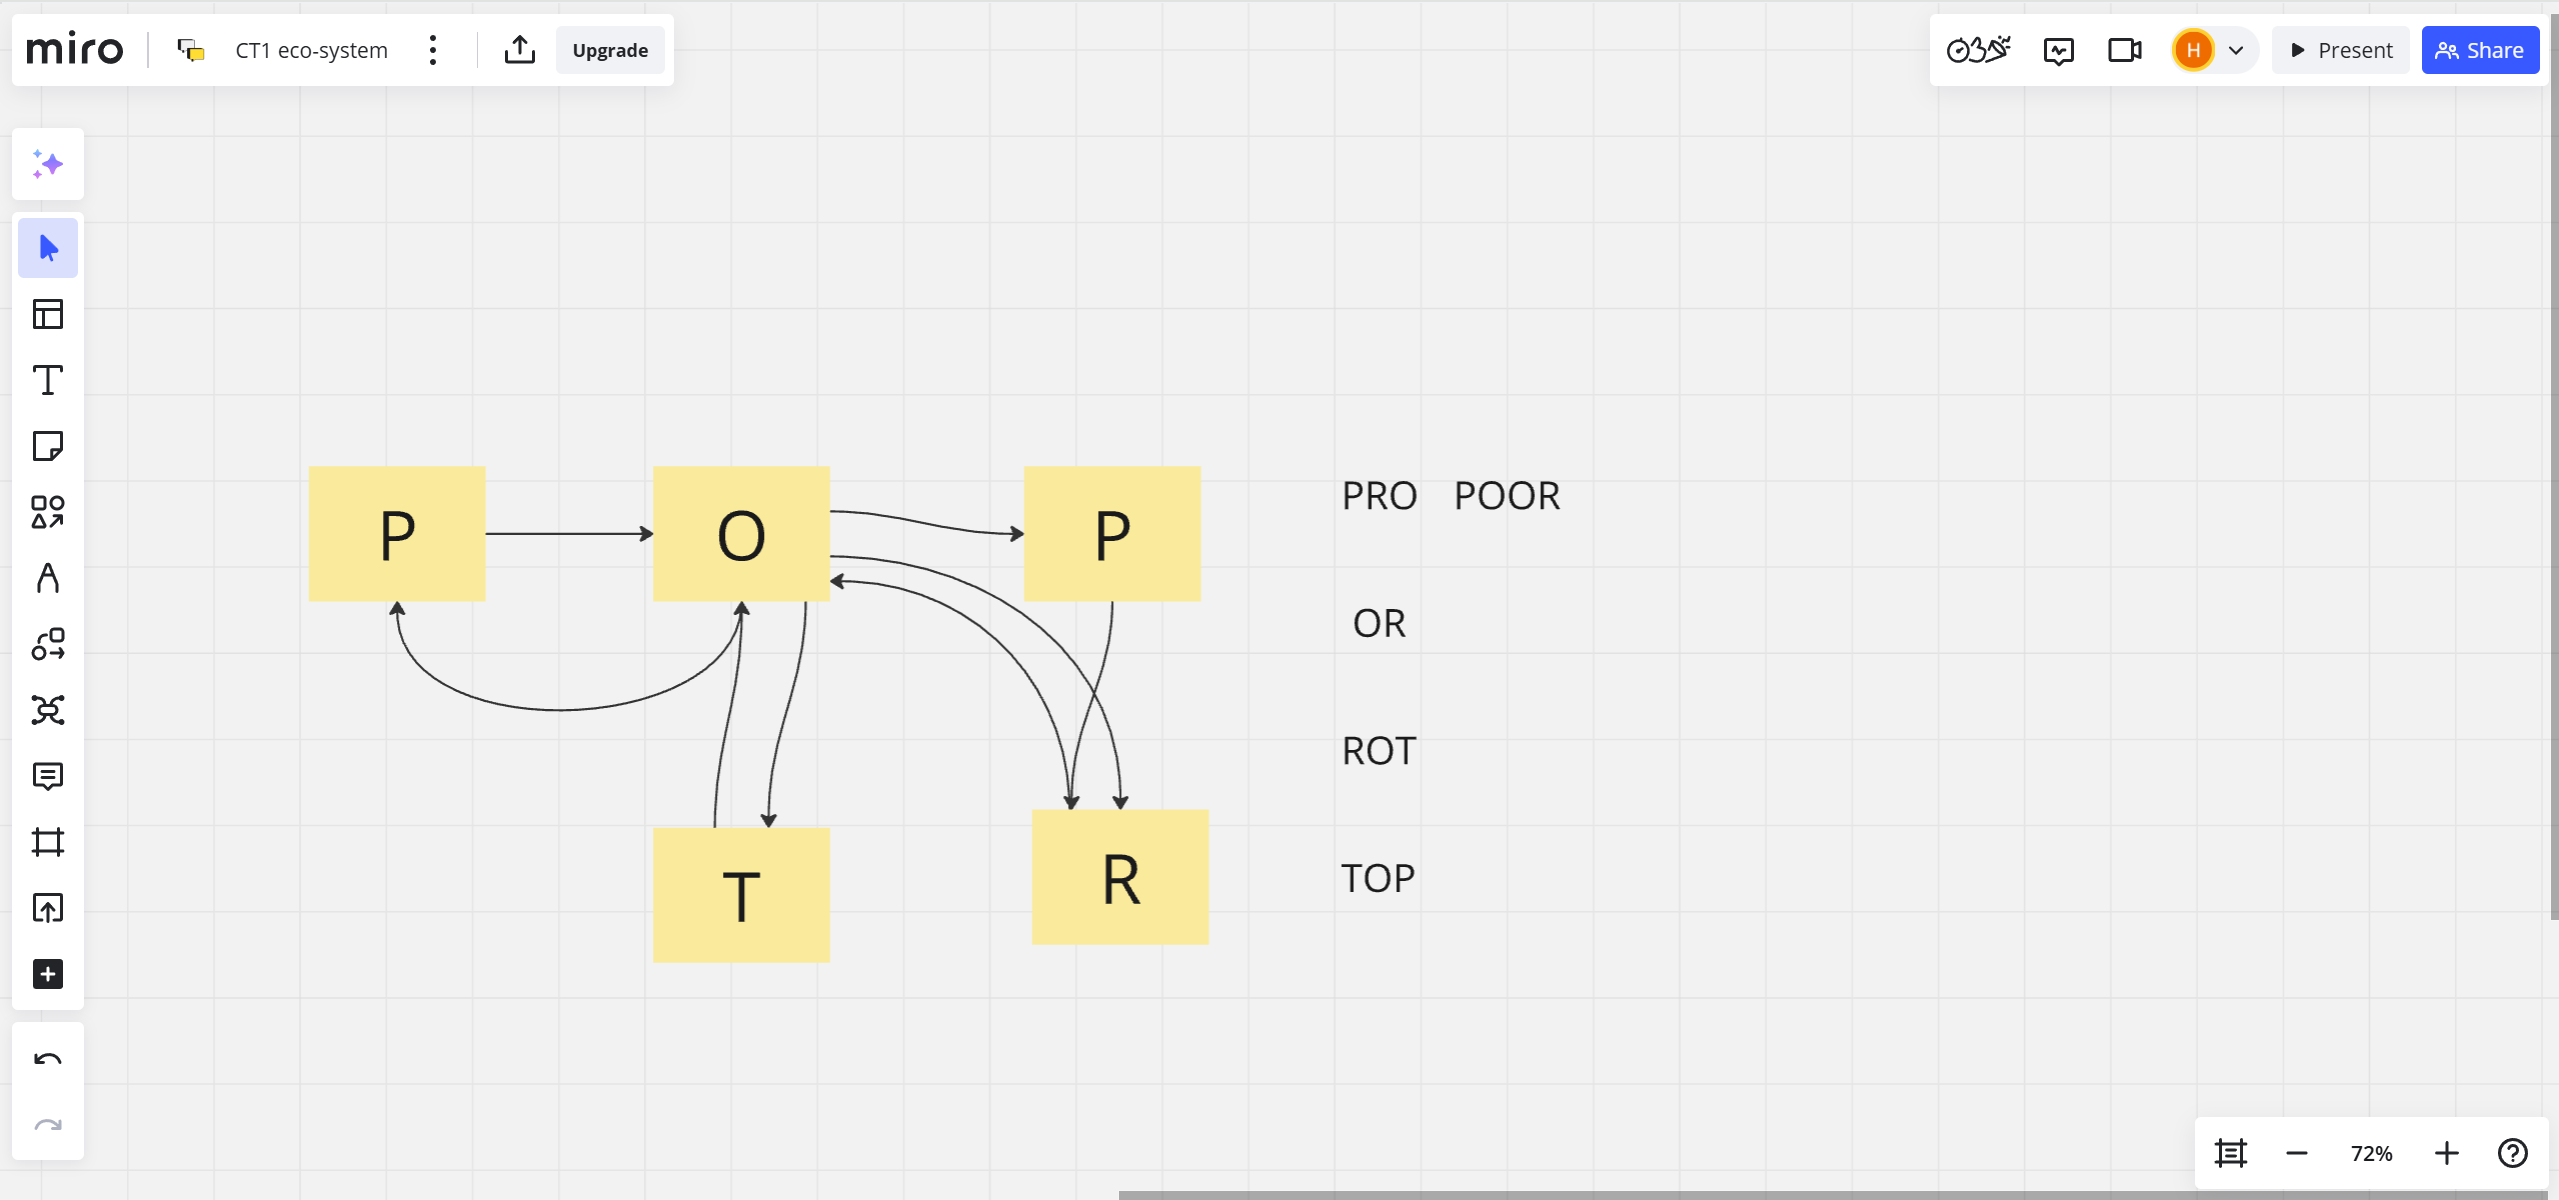 miro CT1 eco-system Upgrade H Present Share
P O P
T R
PRO POOR
OR
ROT
TOP
72%